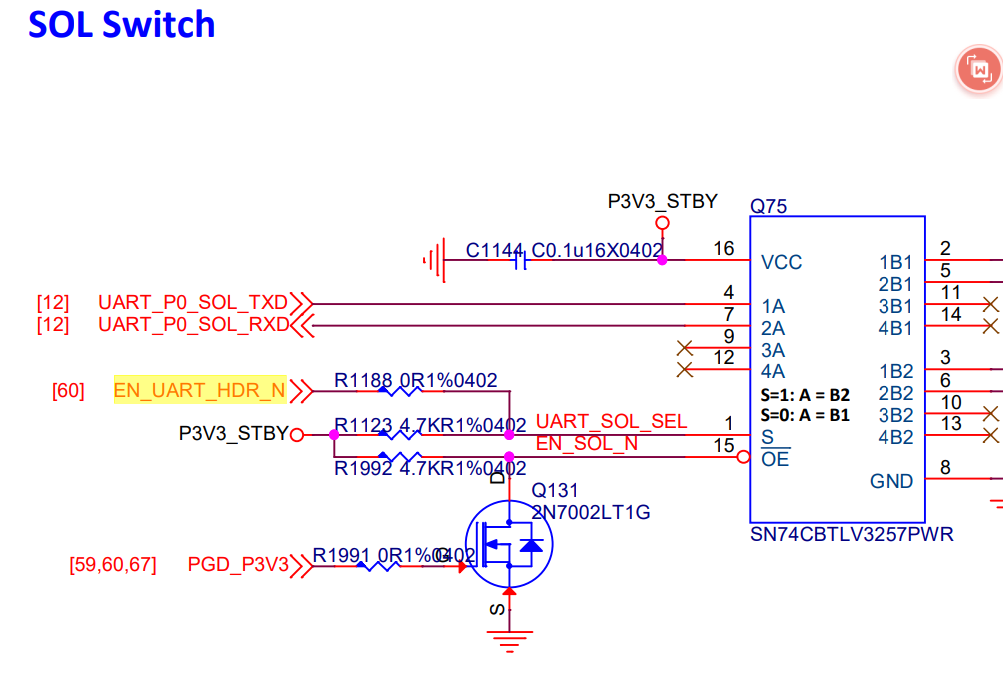 SOL Switch
P3V3_STBY
Q75
C1144 C0.1u16X0402
16
VCC
1B1
2
2B1
5
[12] UART_P0_SOL_TXD
4
1A
3B1
11
[12] UART_P0_SOL_RXD
7
2A
4B1
14
9
3A
12
4A
1B2
3
[60] EN_UART_HDR_N
R1188 0R1%0402
S=1: A = B2
2B2
6
S=0: A = B1
3B2
10
P3V3_STBY
R1123 4.7KR1%0402
UART_SOL_SEL
1
S
4B2
13
EN_SOL_N
15
OE
R1992 4.7KR1%0402
GND
8
D
Q131
2N7002LT1G
SN74CBTLV3257PWR
[59,60,67] PGD_P3V3
R1991 0R1%0402
G
S